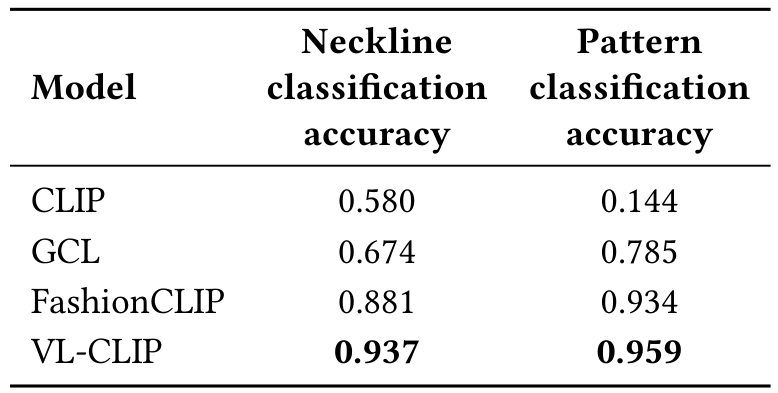 Model Neckline classification accuracy Pattern classification accuracy
CLIP 0.580 0.144
GCL 0.674 0.785
FashionCLIP 0.881 0.934
VL-CLIP 0.937 0.959